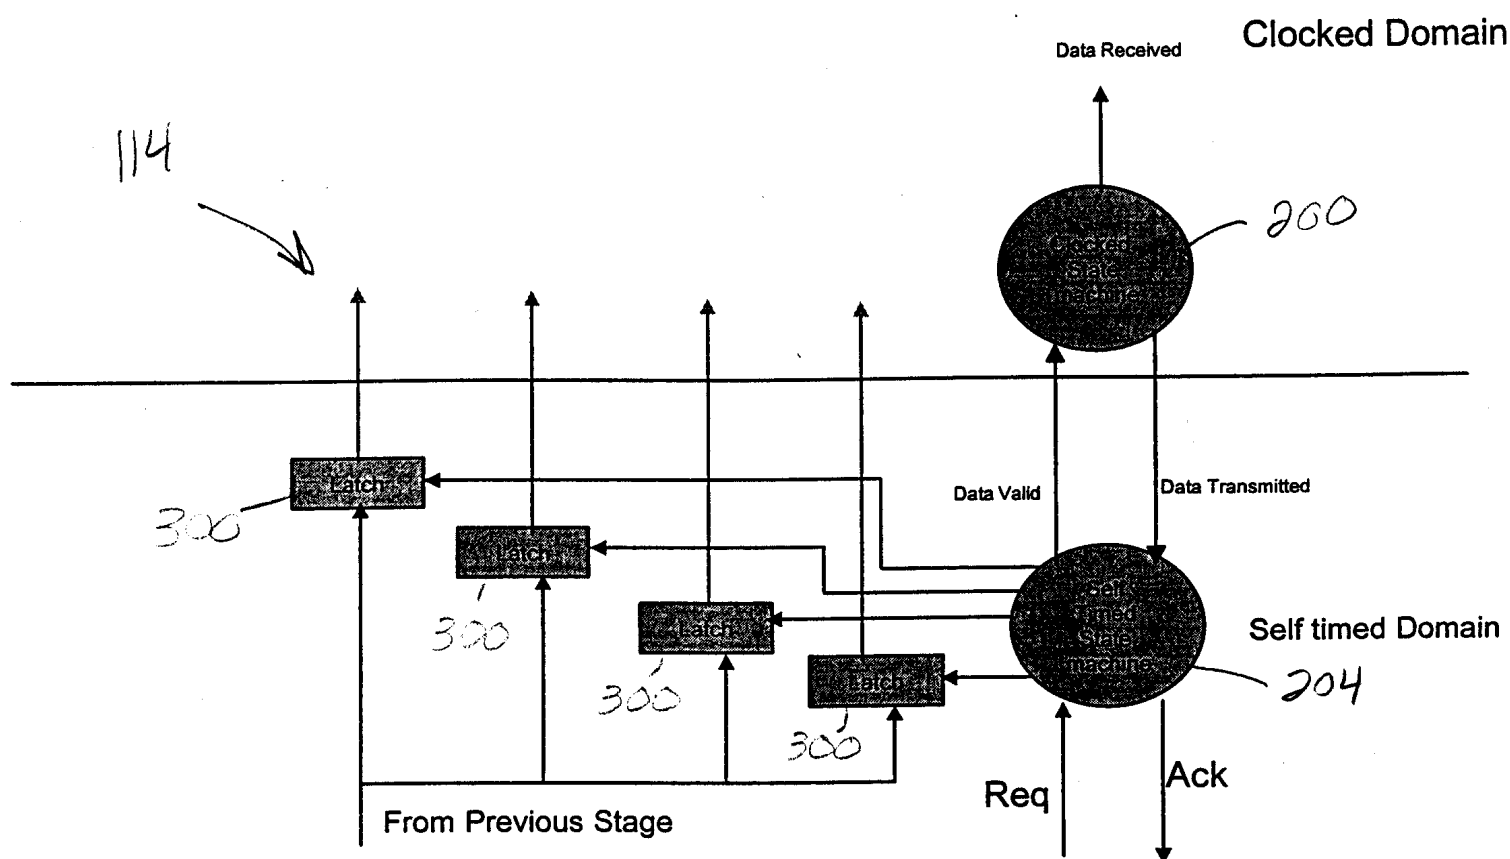 Clocked Domain
Data Received
114
200
Clocked
State
machine
Latch
300
Data Valid
Data Transmitted
Latch
300
Self
Timed
State
machine
Self timed Domain
Latch
300
Latch
300
204
Req
Ack
From Previous Stage